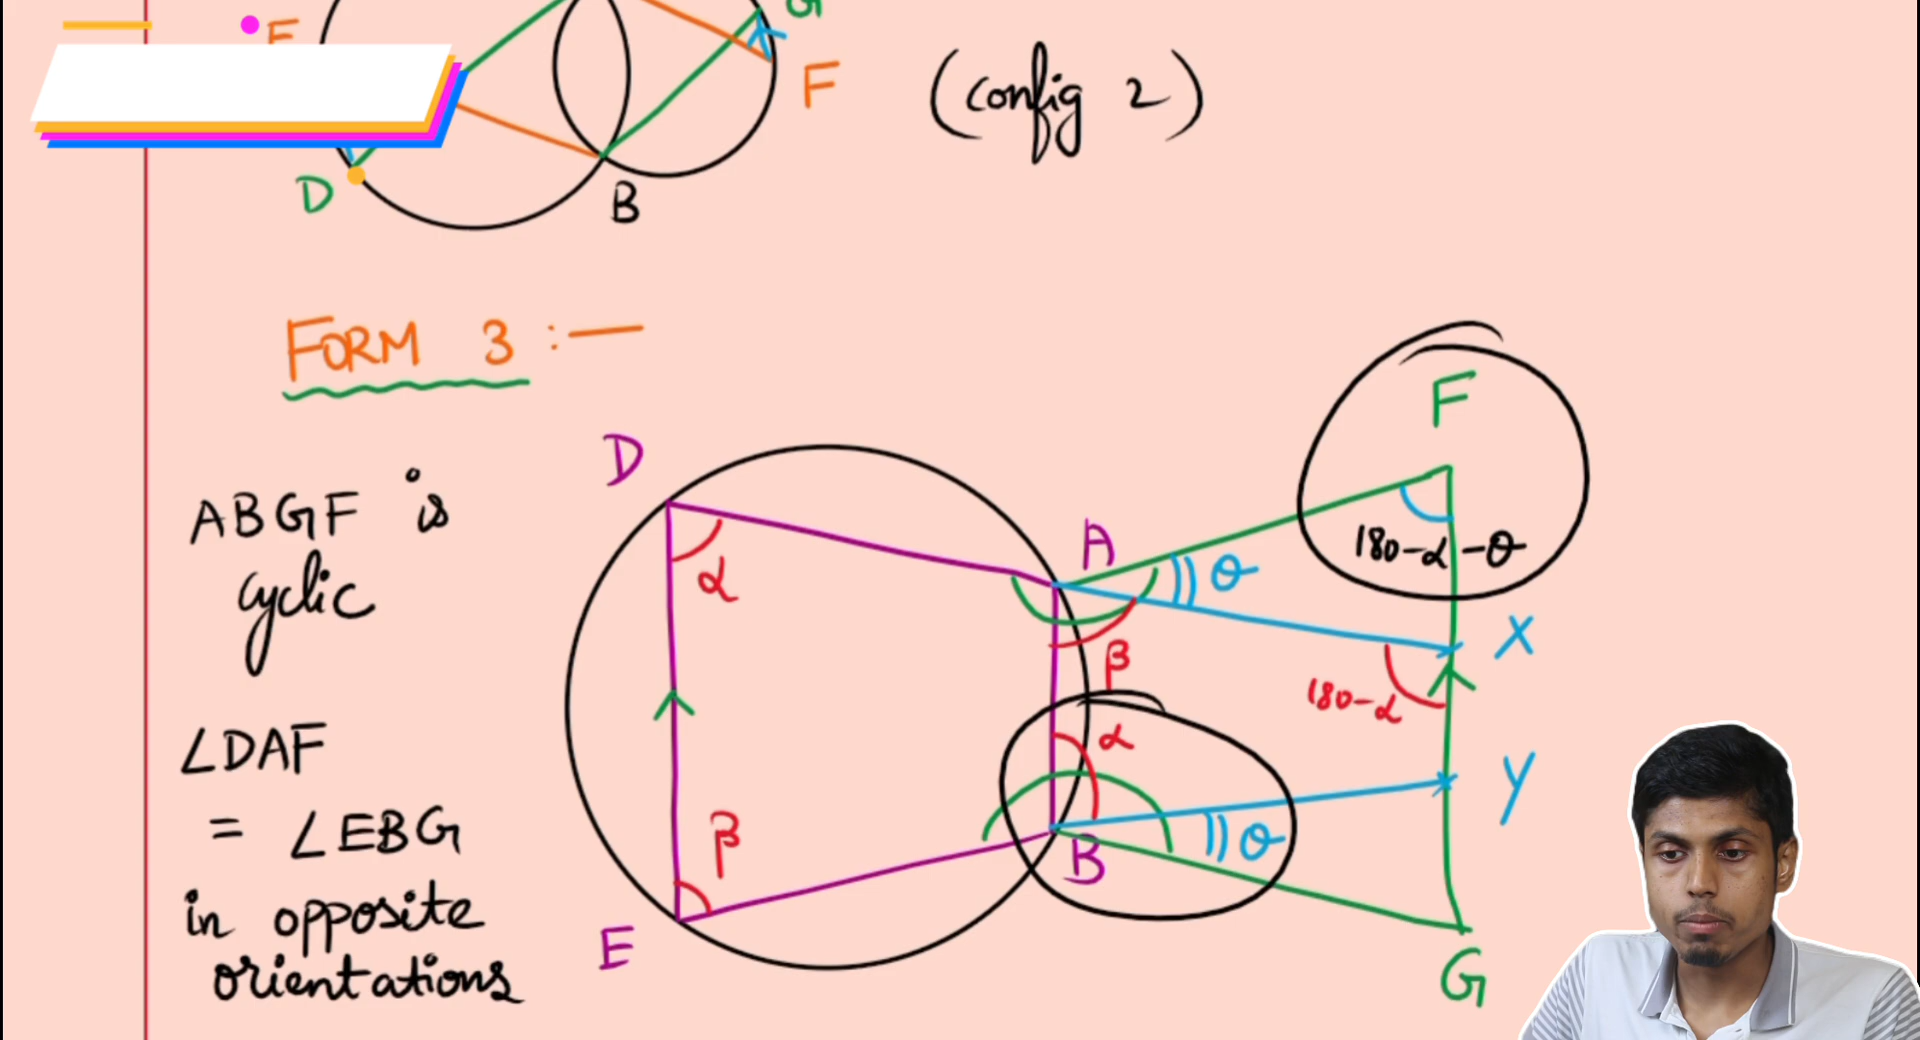 E
G
F
(config 2)
D
B
FORM 3 :—
D
F
ABGF is
cyclic
A
θ
180-α-θ
α
X
β
180-α
∠DAF
= ∠EBG
in opposite
orientations
α
Y
β
θ
B
E
G